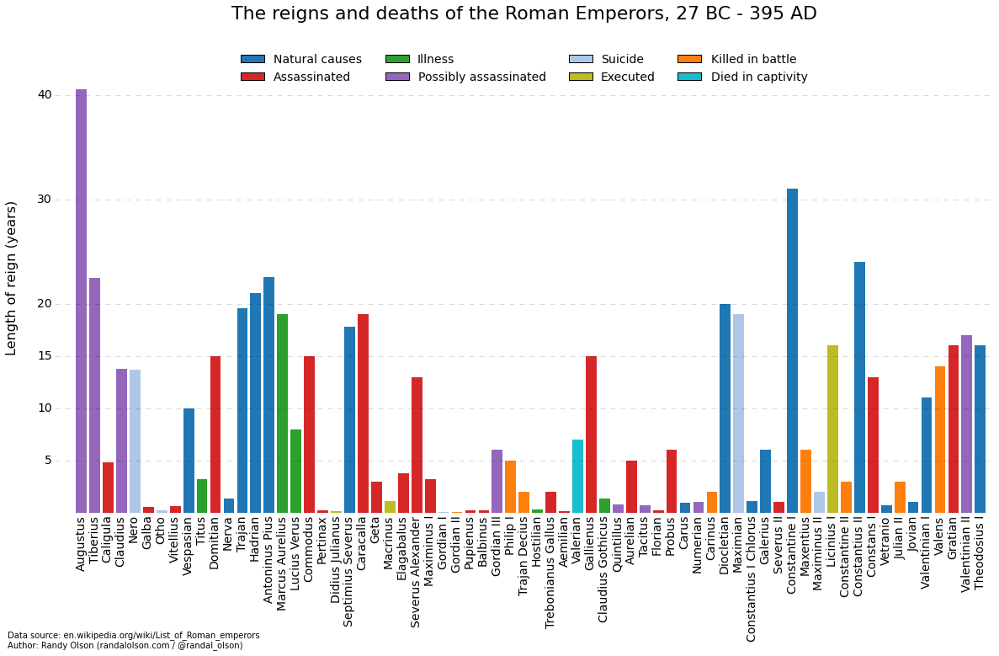 The reigns and deaths of the Roman Emperors, 27 BC - 395 AD
Natural causes
Illness
Suicide
Killed in battle
Assassinated
Possibly assassinated
Executed
Died in captivity
Length of reign (years)
40
30
20
15
10
5
Augustus
Tiberius
Caligula
Claudius
Nero
Galba
Otho
Vitellius
Vespasian
Titus
Domitian
Nerva
Trajan
Hadrian
Antoninus Pius
Marcus Aurelius
Lucius Verus
Commodus
Pertinax
Didius Julianus
Septimius Severus
Caracalla
Geta
Macrinus
Elagabalus
Severus Alexander
Maximinus I
Gordian I
Gordian II
Pupienus
Balbinus
Gordian III
Philip I
Trajan Decius
Hostilian
Trebonianus Gallus
Aemilian
Valerian
Gallienus
Claudius Gothicus
Quintillus
Aurelian
Tacitus
Florian
Probus
Carus
Numerian
Carinus
Diocletian
Maximian
Constantius I Chlorus
Galerius
Severus II
Constantine I
Maxentius
Maximinus II
Licinius I
Constantine II
Constantius II
Constans I
Vetranio
Julian II
Jovian
Valentinian I
Valens
Gratian
Valentinian II
Theodosius I
Data source: en.wikipedia.org/wiki/List_of_Roman_emperors
Author: Randy Olson (randalolson.com / @randal_olson)